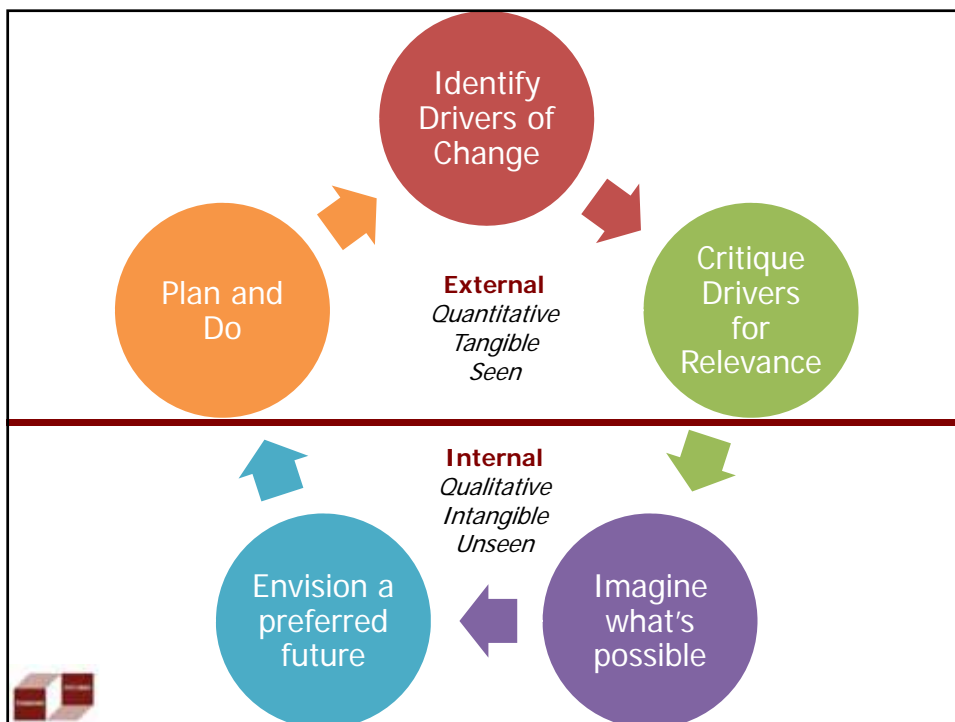 Identify
Drivers of
Change
Critique
Drivers
for
Relevance
Plan and
Do
External
Quantitative
Tangible
Seen
Internal
Qualitative
Intangible
Unseen
Imagine
what's
possible
Envision a
preferred
future